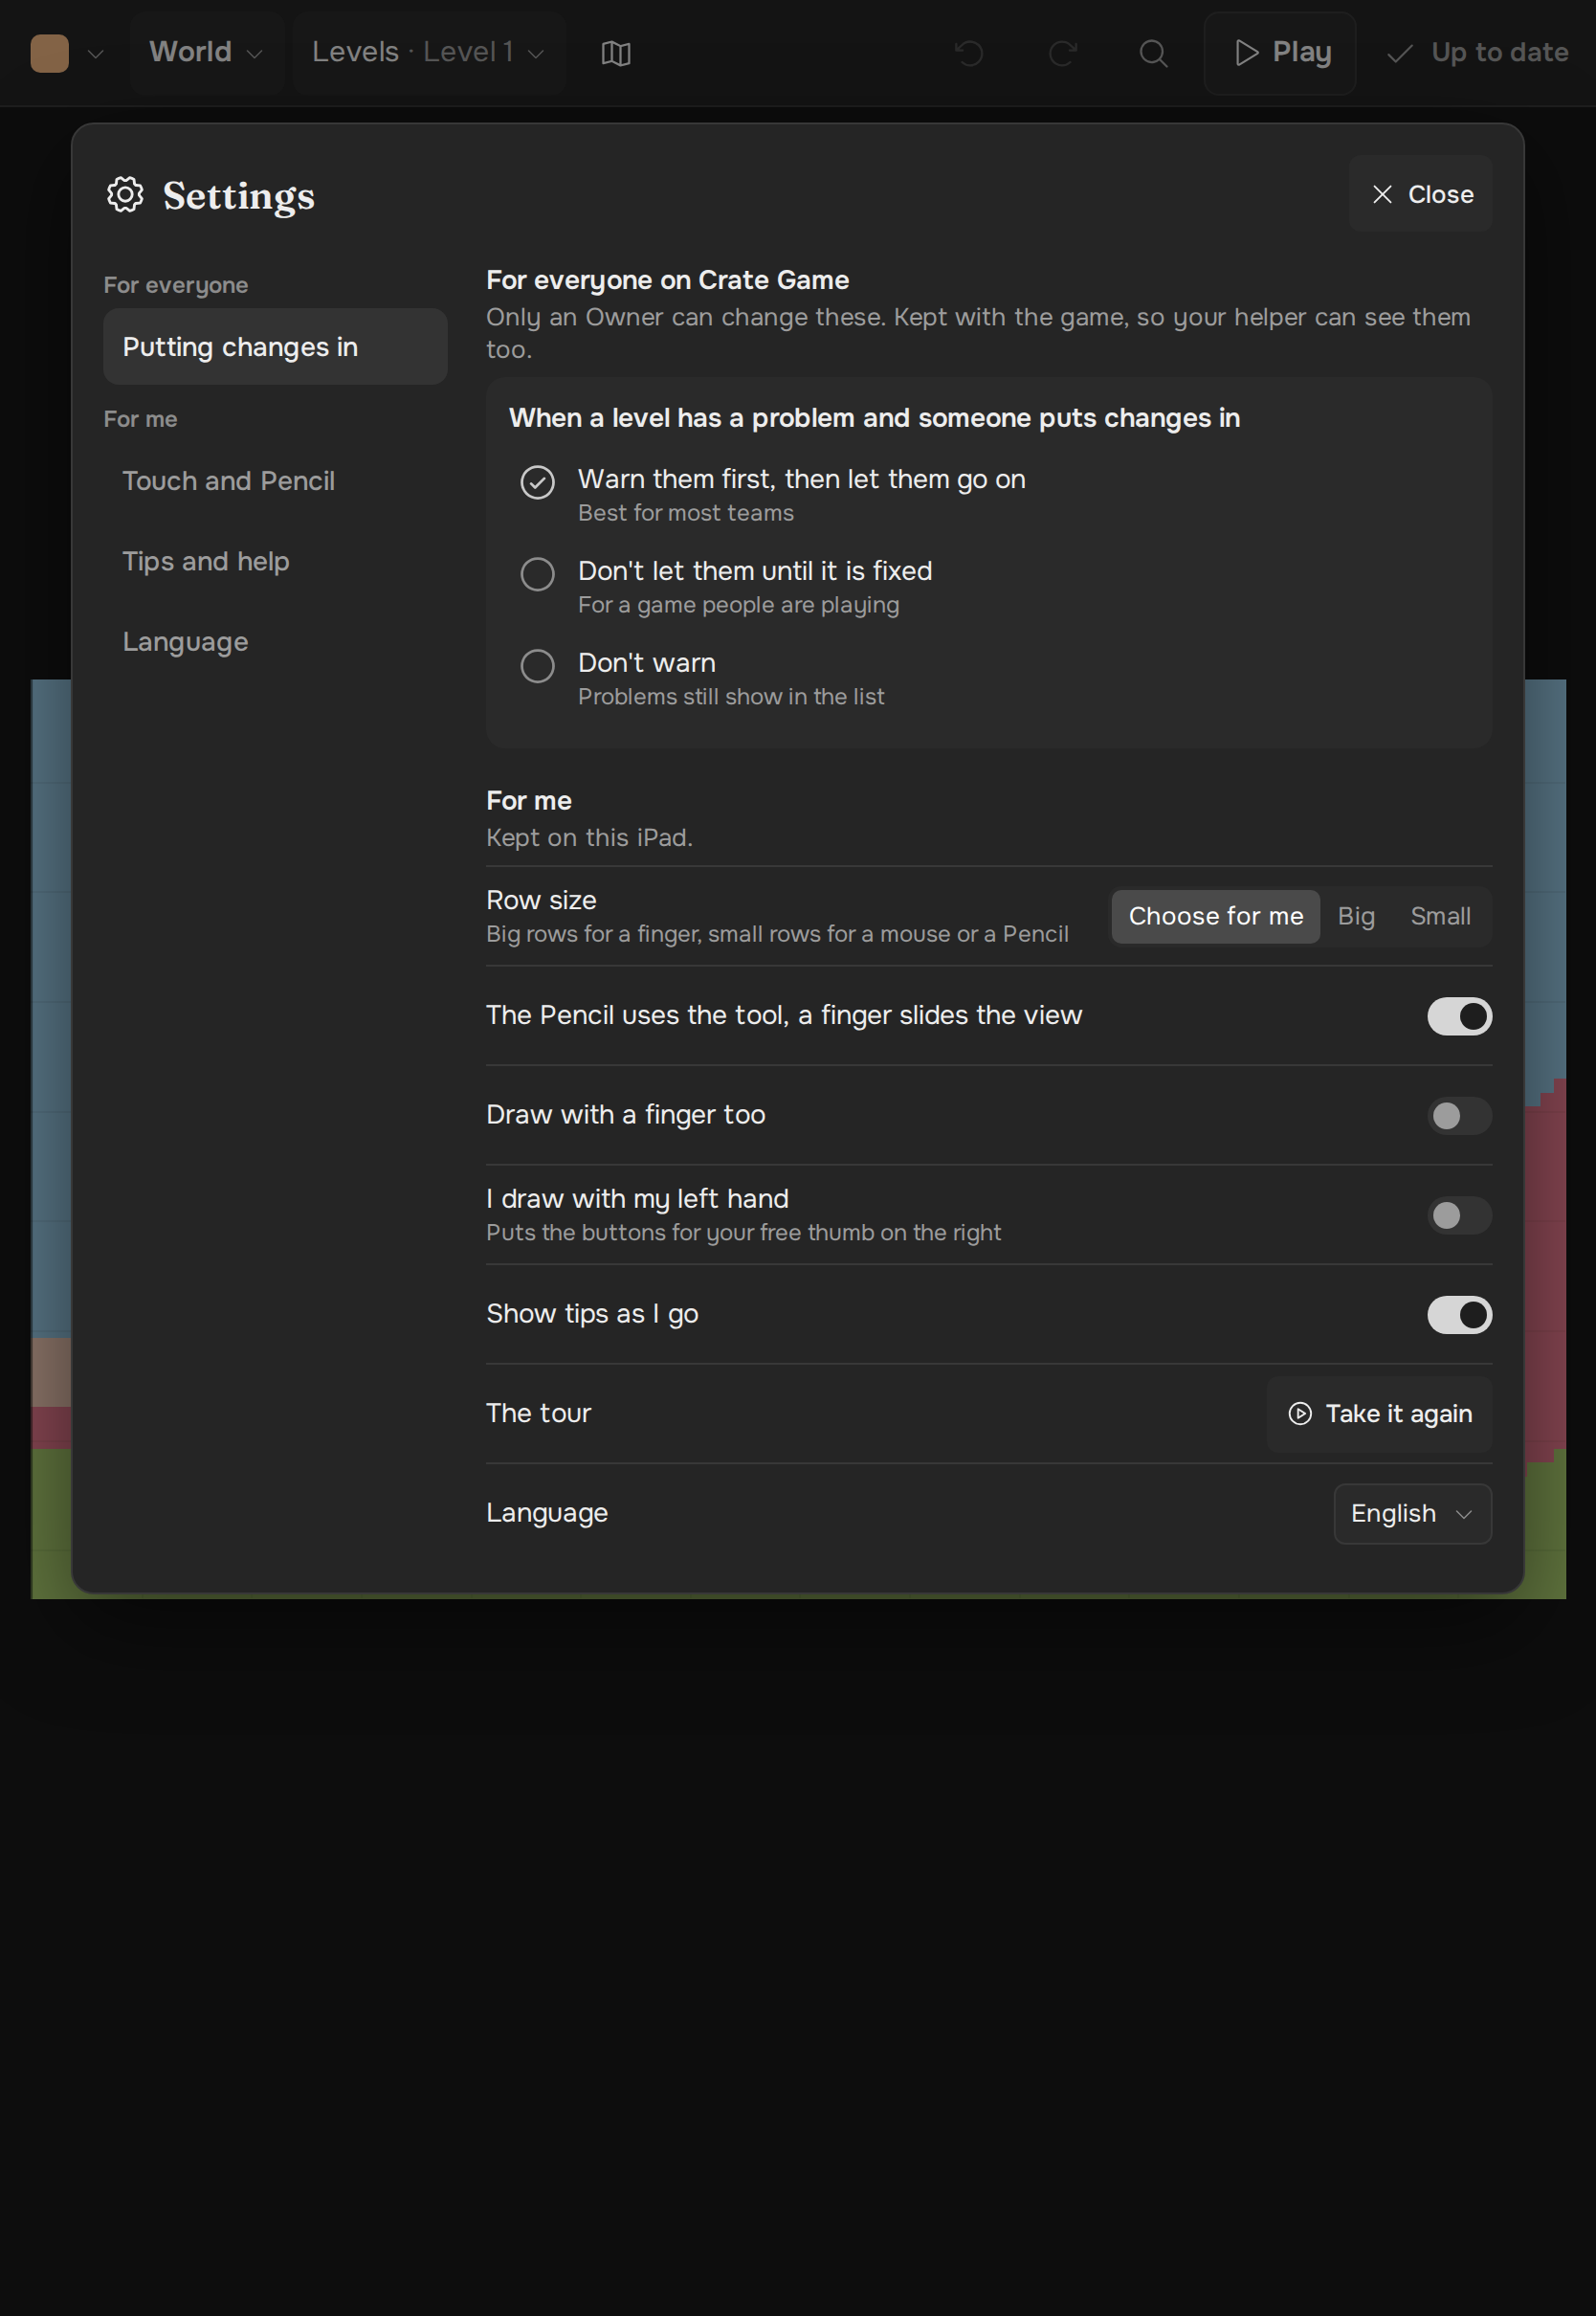 World
Levels · Level 1
Play
Up to date
Settings
Close
For everyone
Putting changes in
For me
Touch and Pencil
Tips and help
Language
For everyone on Crate Game
Only an Owner can change these. Kept with the game, so your helper can see them
too.
When a level has a problem and someone puts changes in
Warn them first, then let them go on
Best for most teams
Don't let them until it is fixed
For a game people are playing
Don't warn
Problems still show in the list
For me
Kept on this iPad.
Row size
Big rows for a finger, small rows for a mouse or a Pencil
Choose for me
Big
Small
The Pencil uses the tool, a finger slides the view
Draw with a finger too
I draw with my left hand
Puts the buttons for your free thumb on the right
Show tips as I go
The tour
Take it again
Language
English